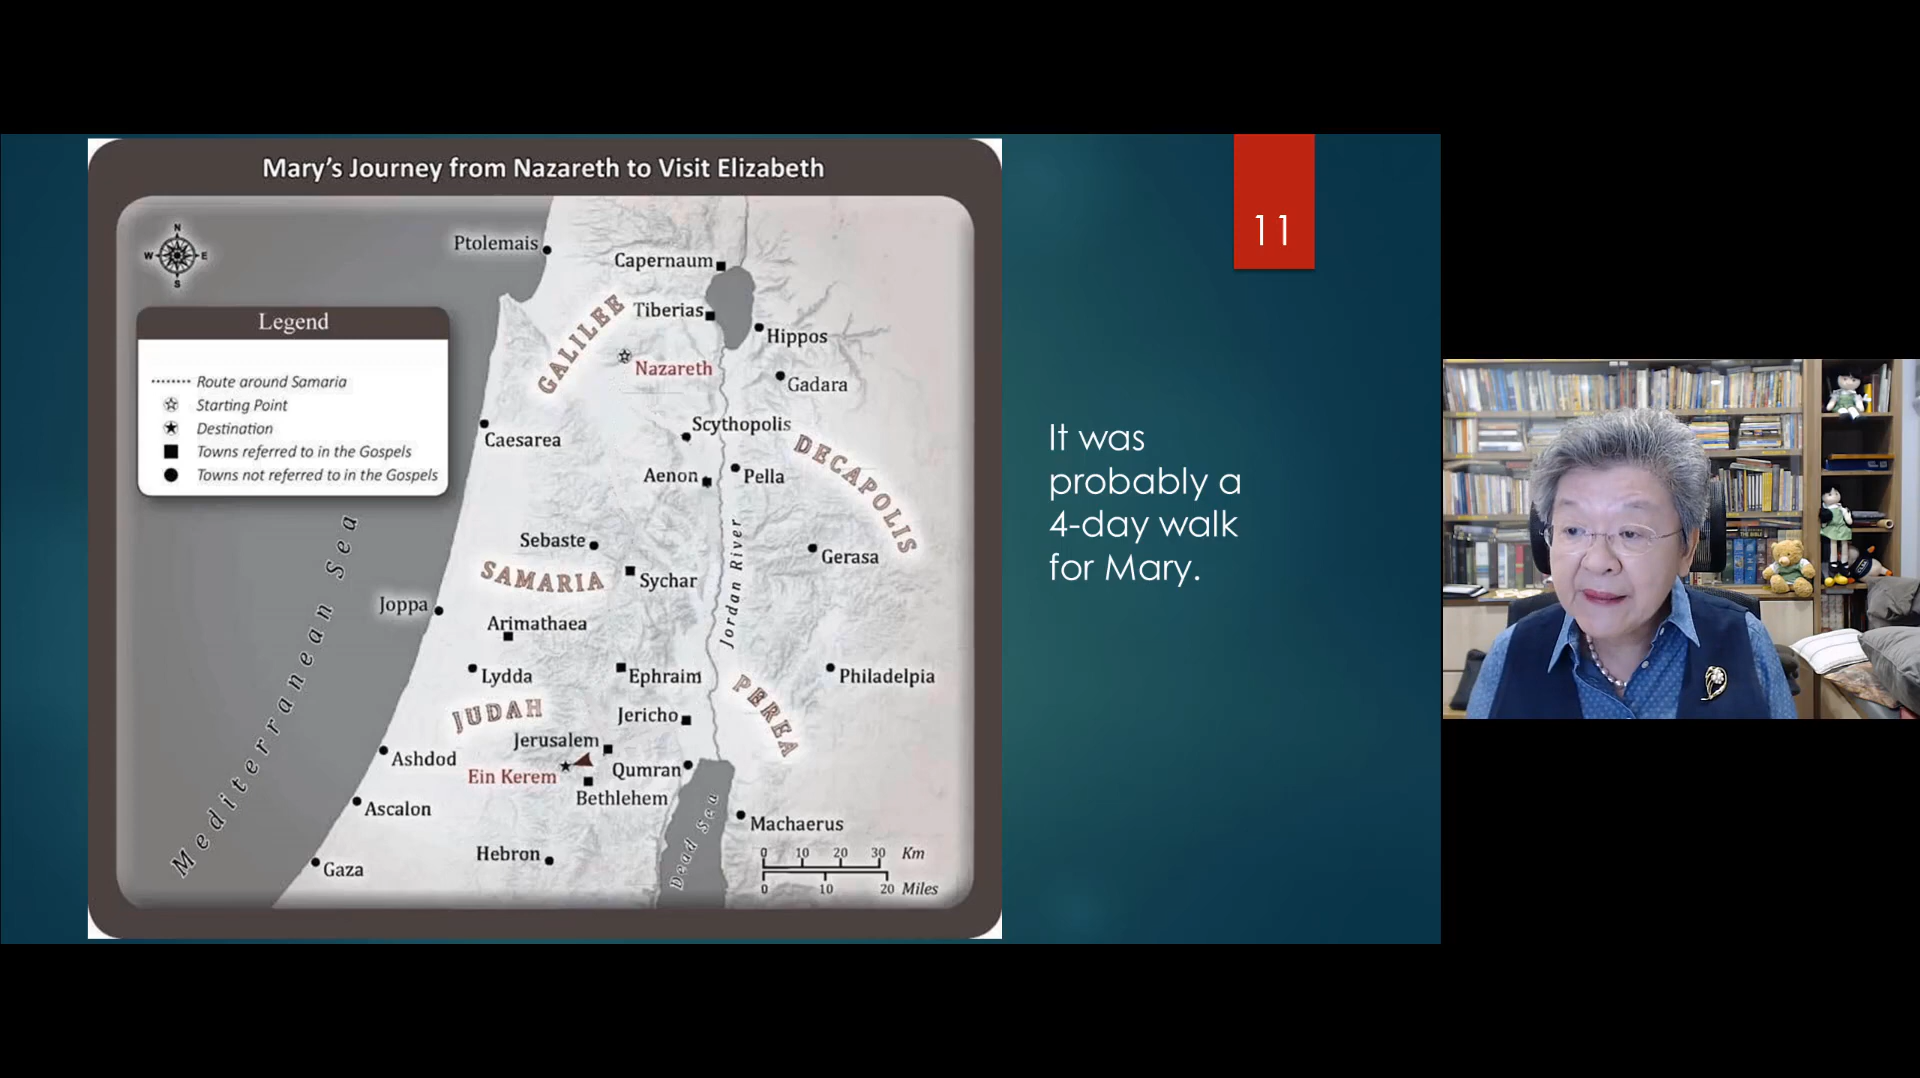 Mary's Journey from Nazareth to Visit Elizabeth
N
W E
S
Legend
Route around Samaria
Starting Point
Destination
Towns referred to in the Gospels
Towns not referred to in the Gospels
Ptolemais
Capernaum
GALILEE
Tiberias
Hippos
Nazareth
Gadara
Caesarea
Scythopolis
DECAPOLIS
Aenon
Pella
Mediterranean Sea
Sebaste
Gerasa
SAMARIA
Sychar
Jordan River
Joppa
Arimathaea
Lydda
Ephraim
Philadelpia
JUDAH
PEREA
Jericho
Jerusalem
Ashdod
Ein Kerem
Qumran
Bethlehem
Ascalon
Dead Sea
Machaerus
Hebron
Gaza
0 10 20 30 Km
0 10 20 Miles
11
It was
probably a
4-day walk
for Mary.
THE BIBLE